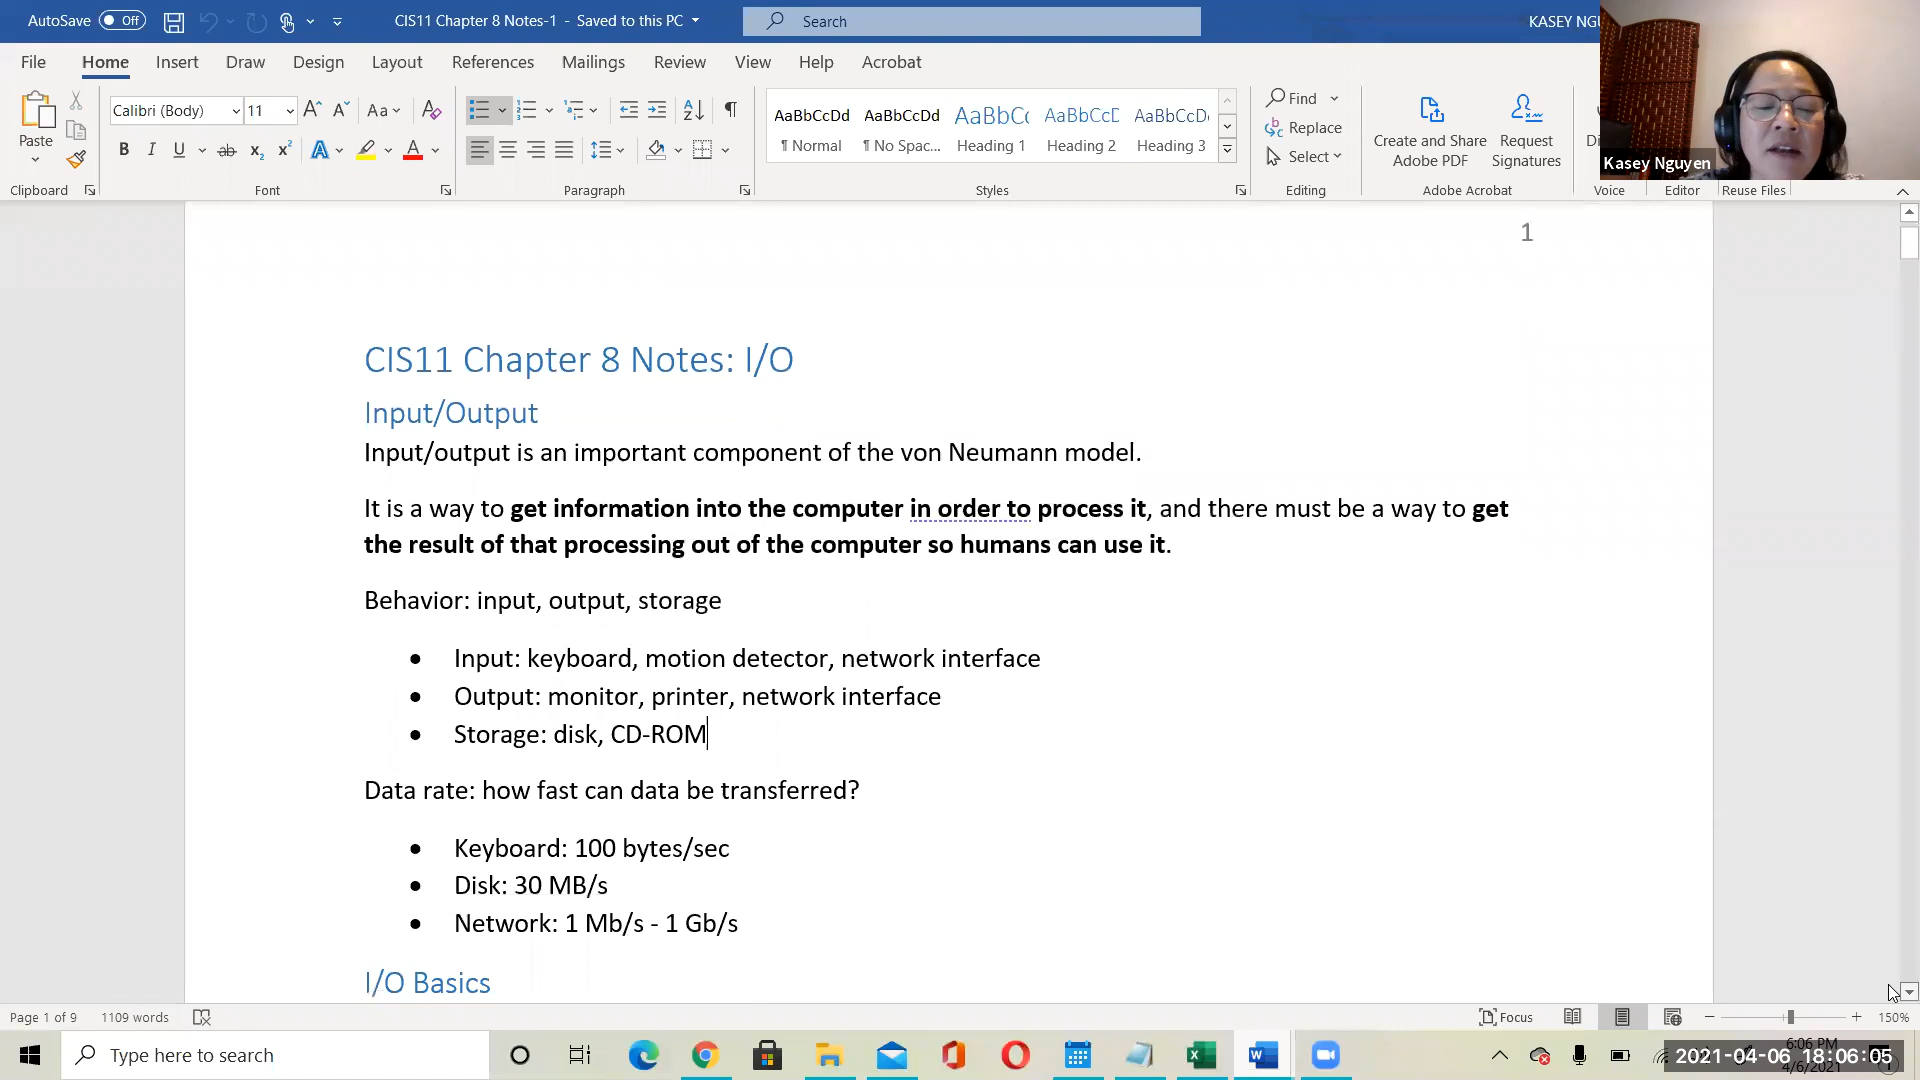 AutoSave Off CIS11 Chapter 8 Notes-1 - Saved to this PC Search KASEY
File Home Insert Draw Design Layout References Mailings Review View Help Acrobat
Calibri (Body) 11 Aa
AaBbCcDd AaBbCcDd AaBbCc AaBbCcD AaBbCcD
Find
Paste
¶ Normal ¶ No Spac... Heading 1 Heading 2 Heading 3
Replace
Select
Create and Share Adobe PDF
Request Signatures
Kasey Nguyen
Clipboard Font Paragraph Styles Editing Adobe Acrobat Voice Editor Reuse Files
1
CIS11 Chapter 8 Notes: I/O
Input/Output
Input/output is an important component of the von Neumann model.
It is a way to get information into the computer in order to process it, and there must be a way to get
the result of that processing out of the computer so humans can use it.
Behavior: input, output, storage
• Input: keyboard, motion detector, network interface
• Output: monitor, printer, network interface
• Storage: disk, CD-ROM
Data rate: how fast can data be transferred?
• Keyboard: 100 bytes/sec
• Disk: 30 MB/s
• Network: 1 Mb/s - 1 Gb/s
I/O Basics
Page 1 of 9 1109 words Focus 150%
Type here to search
6:06 PM
2021-04-06 18:06:05
4/6/2021